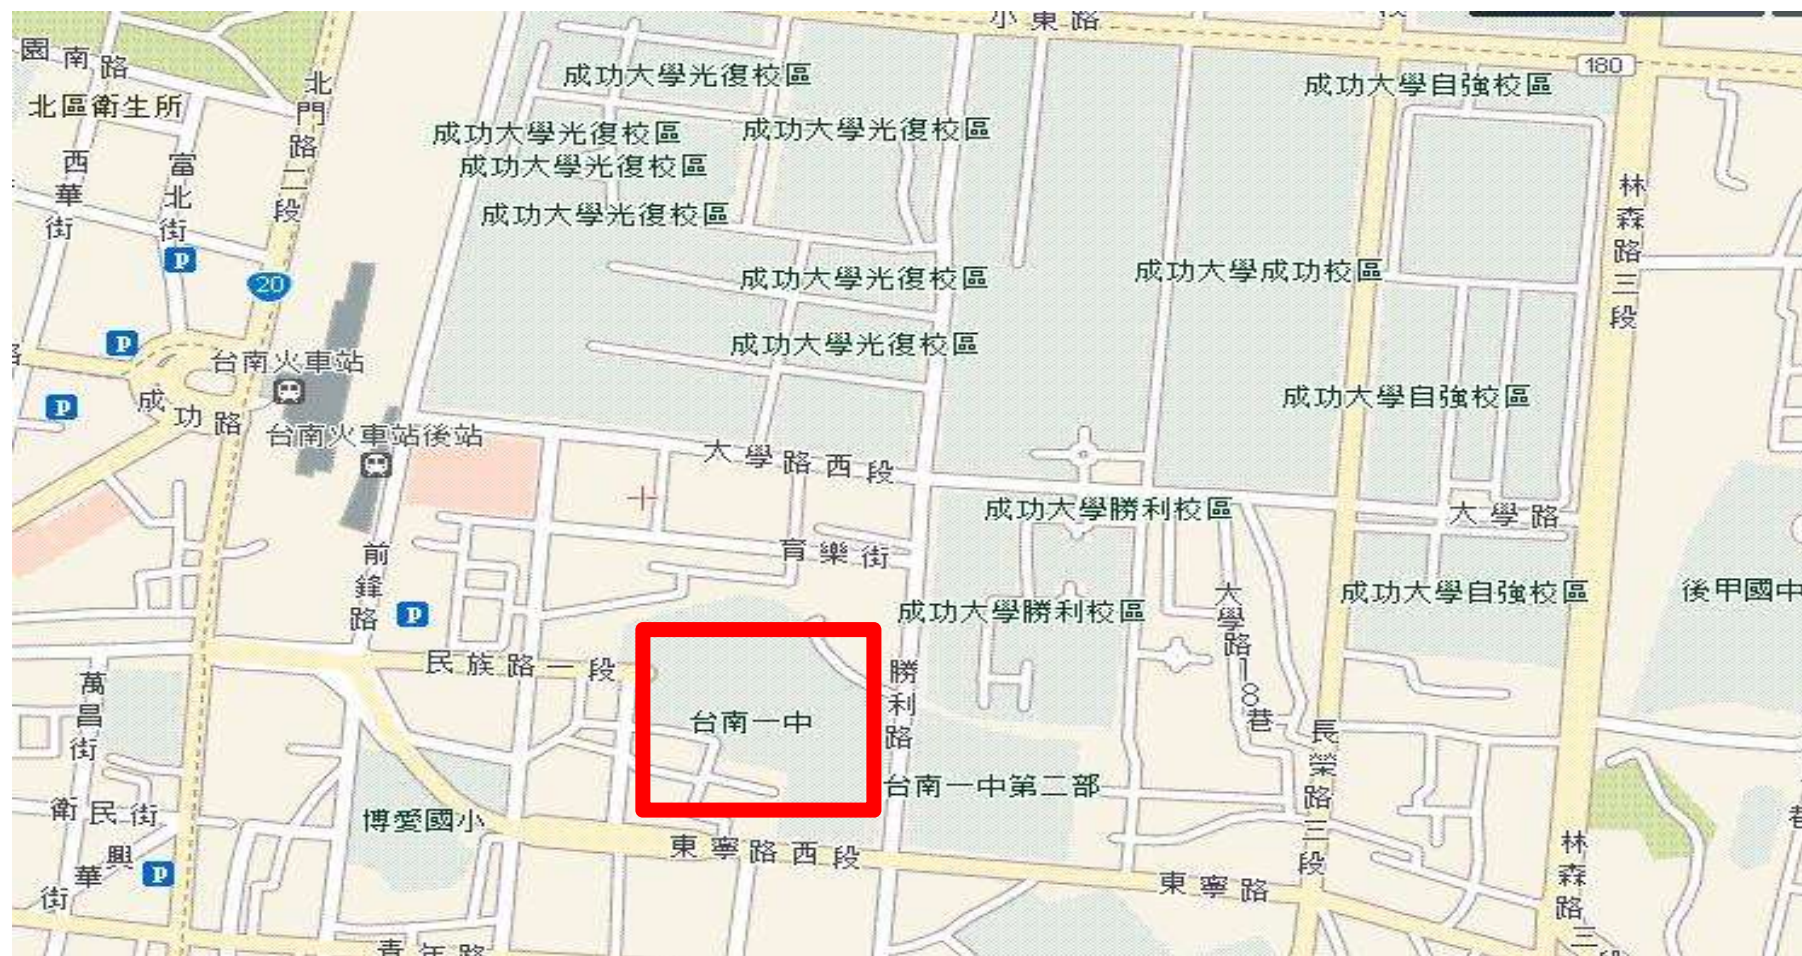 小東路
園南路
180
成功大學光復校區
成功大學自強校區
北門路二段
北區衛生所
成功大學光復校區
成功大學光復校區
成功大學光復校區
西華街
富北街
林森路三段
成功大學光復校區
P
成功大學光復校區
成功大學成功校區
20
P
成功大學光復校區
台南火車站
成功路
P
成功大學自強校區
台南火車站後站
大學路西段
成功大學勝利校區
大學路
育樂街
前鋒路
P
成功大學勝利校區
大學路18巷
成功大學自強校區
後甲國中
民族路一段
勝利路
萬昌街
台南一中
長榮路三段
台南一中第二部
衛民街
博愛國小
東寧路西段
林森路二段
興華街
P
東寧路
青年路
巷